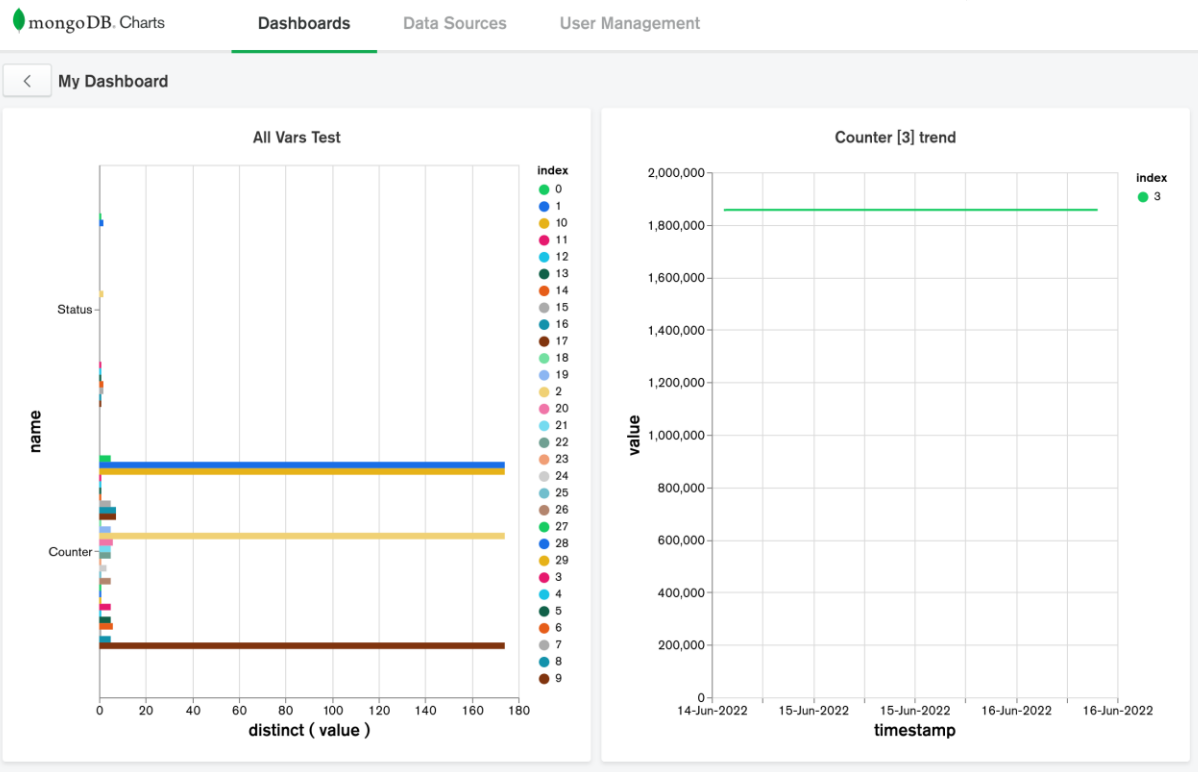 mongoDB. Charts
Dashboards
Data Sources
User Management
My Dashboard
All Vars Test
name
Status
Counter
0 20 40 60 80 100 120 140 160 180
distinct ( value )
index
0
1
10
11
12
13
14
15
16
17
18
19
2
20
21
22
23
24
25
26
27
28
29
3
4
5
6
7
8
9
Counter [3] trend
value
2,000,000
1,800,000
1,600,000
1,400,000
1,200,000
1,000,000
800,000
600,000
400,000
200,000
0
14-Jun-2022 15-Jun-2022 15-Jun-2022 16-Jun-2022 16-Jun-2022
timestamp
index
3